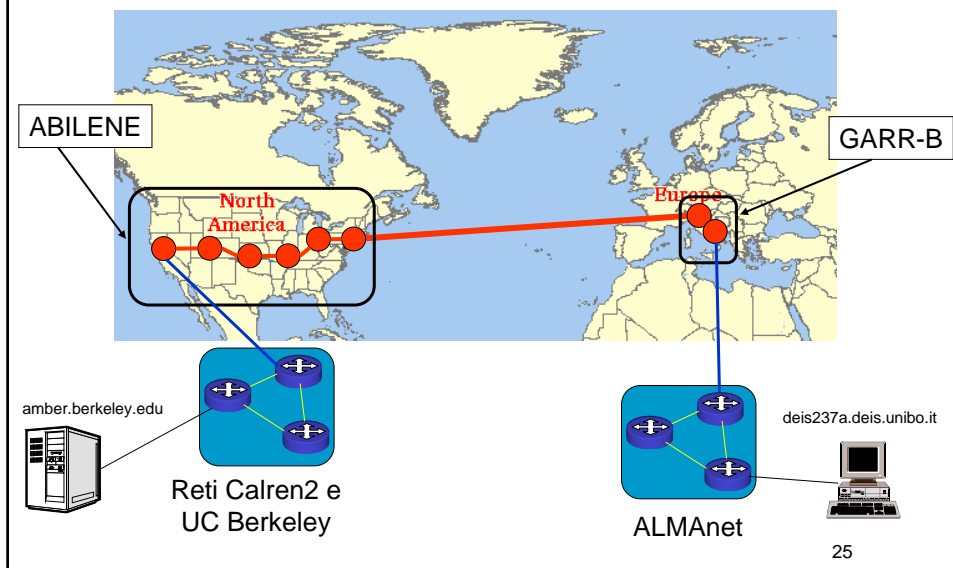 ABILENE
GARR-B
North
America
Europe
amber.berkeley.edu
deis237a.deis.unibo.it
Reti Calren2 e
UC Berkeley
ALMAnet
25